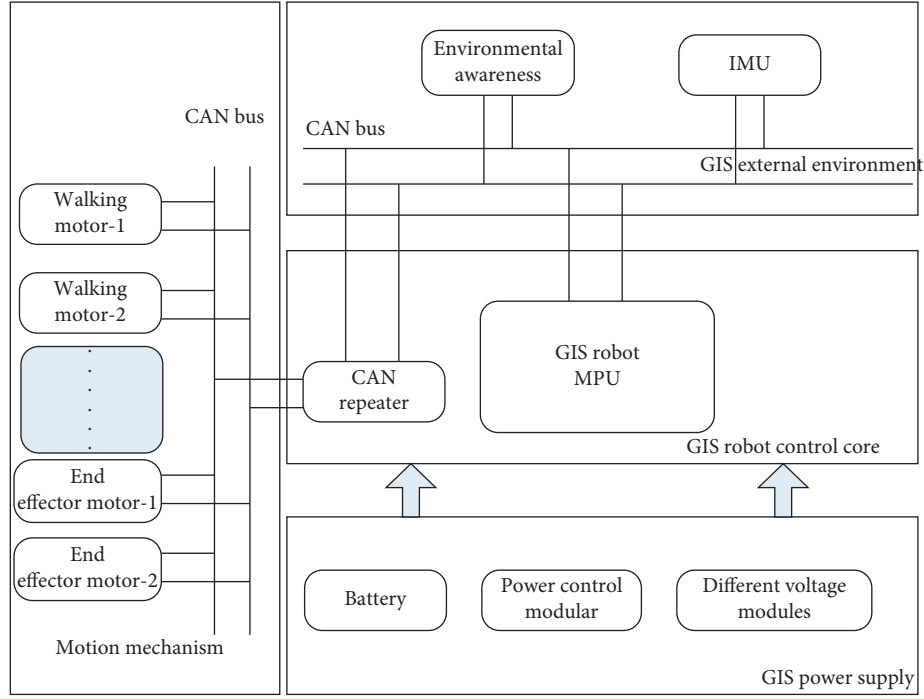 CAN bus
Walking
motor-1
Walking
motor-2
End
effector motor-1
End
effector motor-2
Motion mechanism
Environmental
awareness
IMU
CAN bus
GIS external environment
GIS robot
MPU
CAN
repeater
GIS robot control core
Battery
Power control
modular
Different voltage
modules
GIS power supply